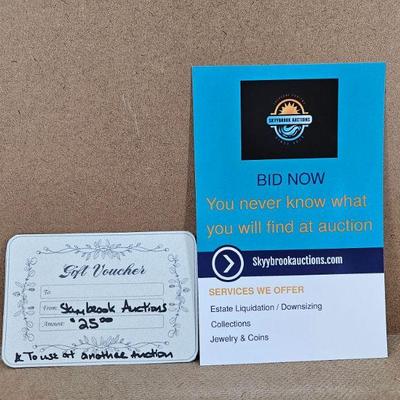 SKYYBROOK AUCTIONS
BID NOW
You never know what
you will find at auction
Skyybrookauctions.com
SERVICES WE OFFER
Estate Liquidation / Downsizing
Collections
Jewelry & Coins
Gift Voucher
To:
From: Skyybrook Auctions
Amount: $25.00
* To use at another Auction